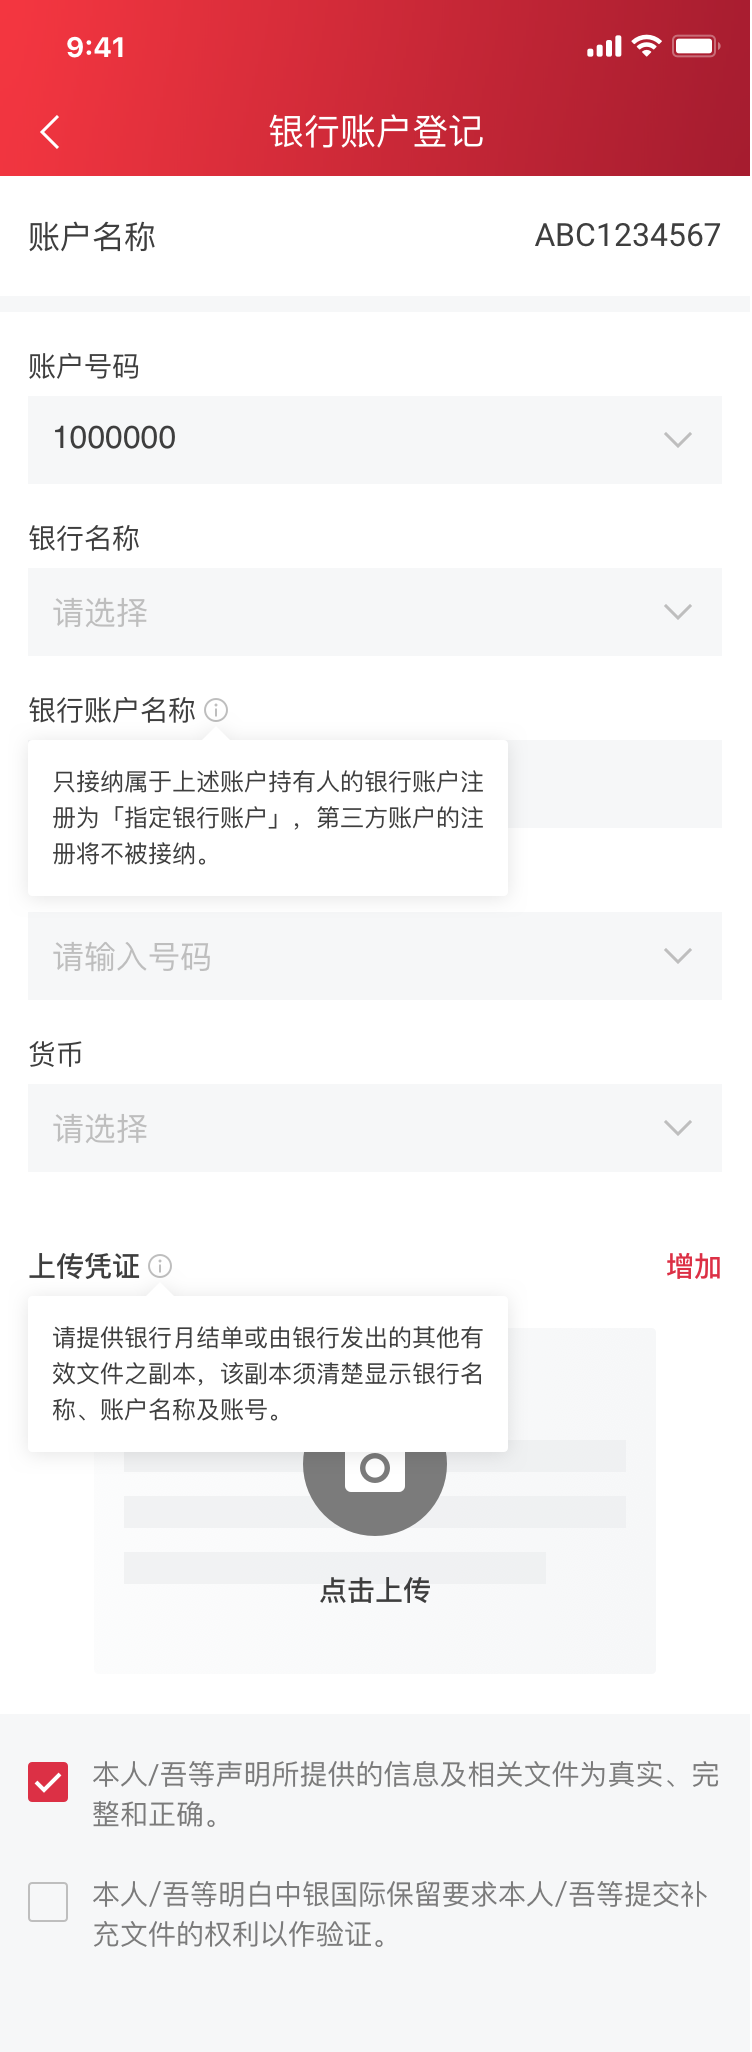 9:41
银行账户登记
账户名称 ABC1234567
账户号码
1000000
银行名称
请选择
银行账户名称
只接纳属于上述账户持有人的银行账户注
册为「指定银行账户」，第三方账户的注
册将不被接纳。
请输入号码
货币
请选择
上传凭证 增加
请提供银行月结单或由银行发出的其他有
效文件之副本，该副本须清楚显示银行名
称、账户名称及账号。
点击上传
本人/吾等声明所提供的信息及相关文件为真实、完
整和正确。
本人/吾等明白中银国际保留要求本人/吾等提交补
充文件的权利以作验证。